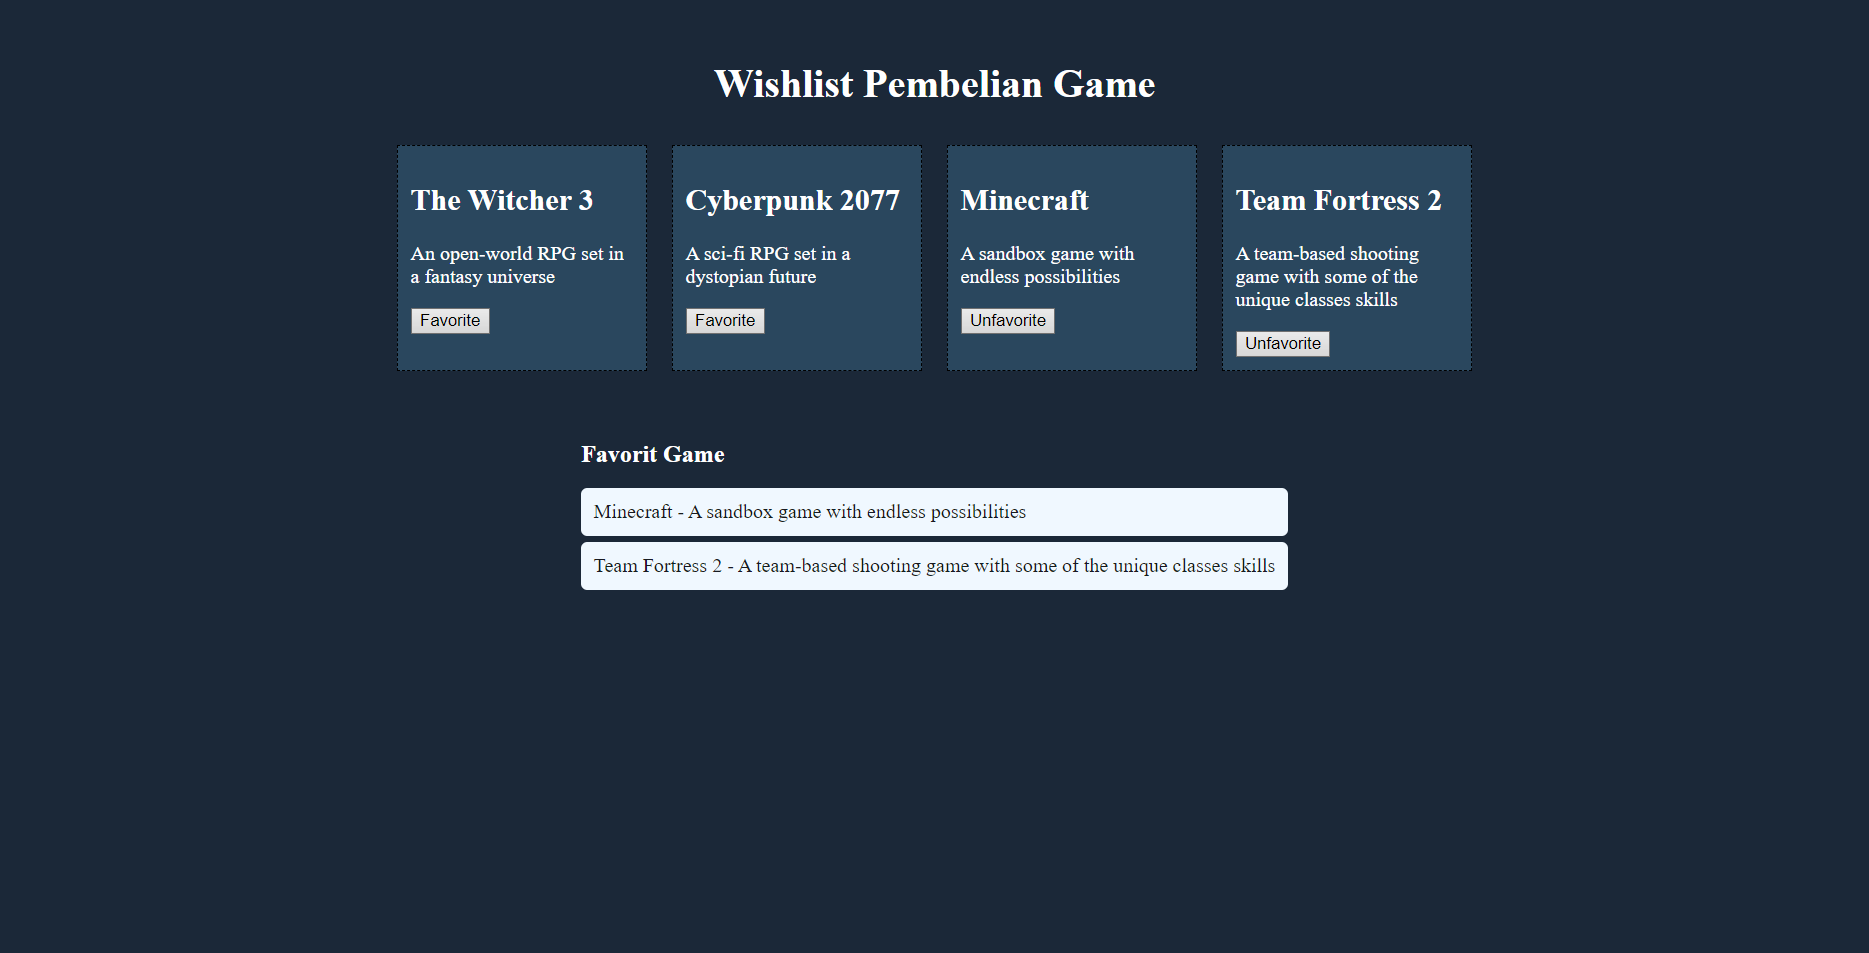 Wishlist Pembelian Game
The Witcher 3
An open-world RPG set in
a fantasy universe
Favorite
Cyberpunk 2077
A sci-fi RPG set in a
dystopian future
Favorite
Minecraft
A sandbox game with
endless possibilities
Unfavorite
Team Fortress 2
A team-based shooting
game with some of the
unique classes skills
Unfavorite
Favorit Game
Minecraft - A sandbox game with endless possibilities
Team Fortress 2 - A team-based shooting game with some of the unique classes skills